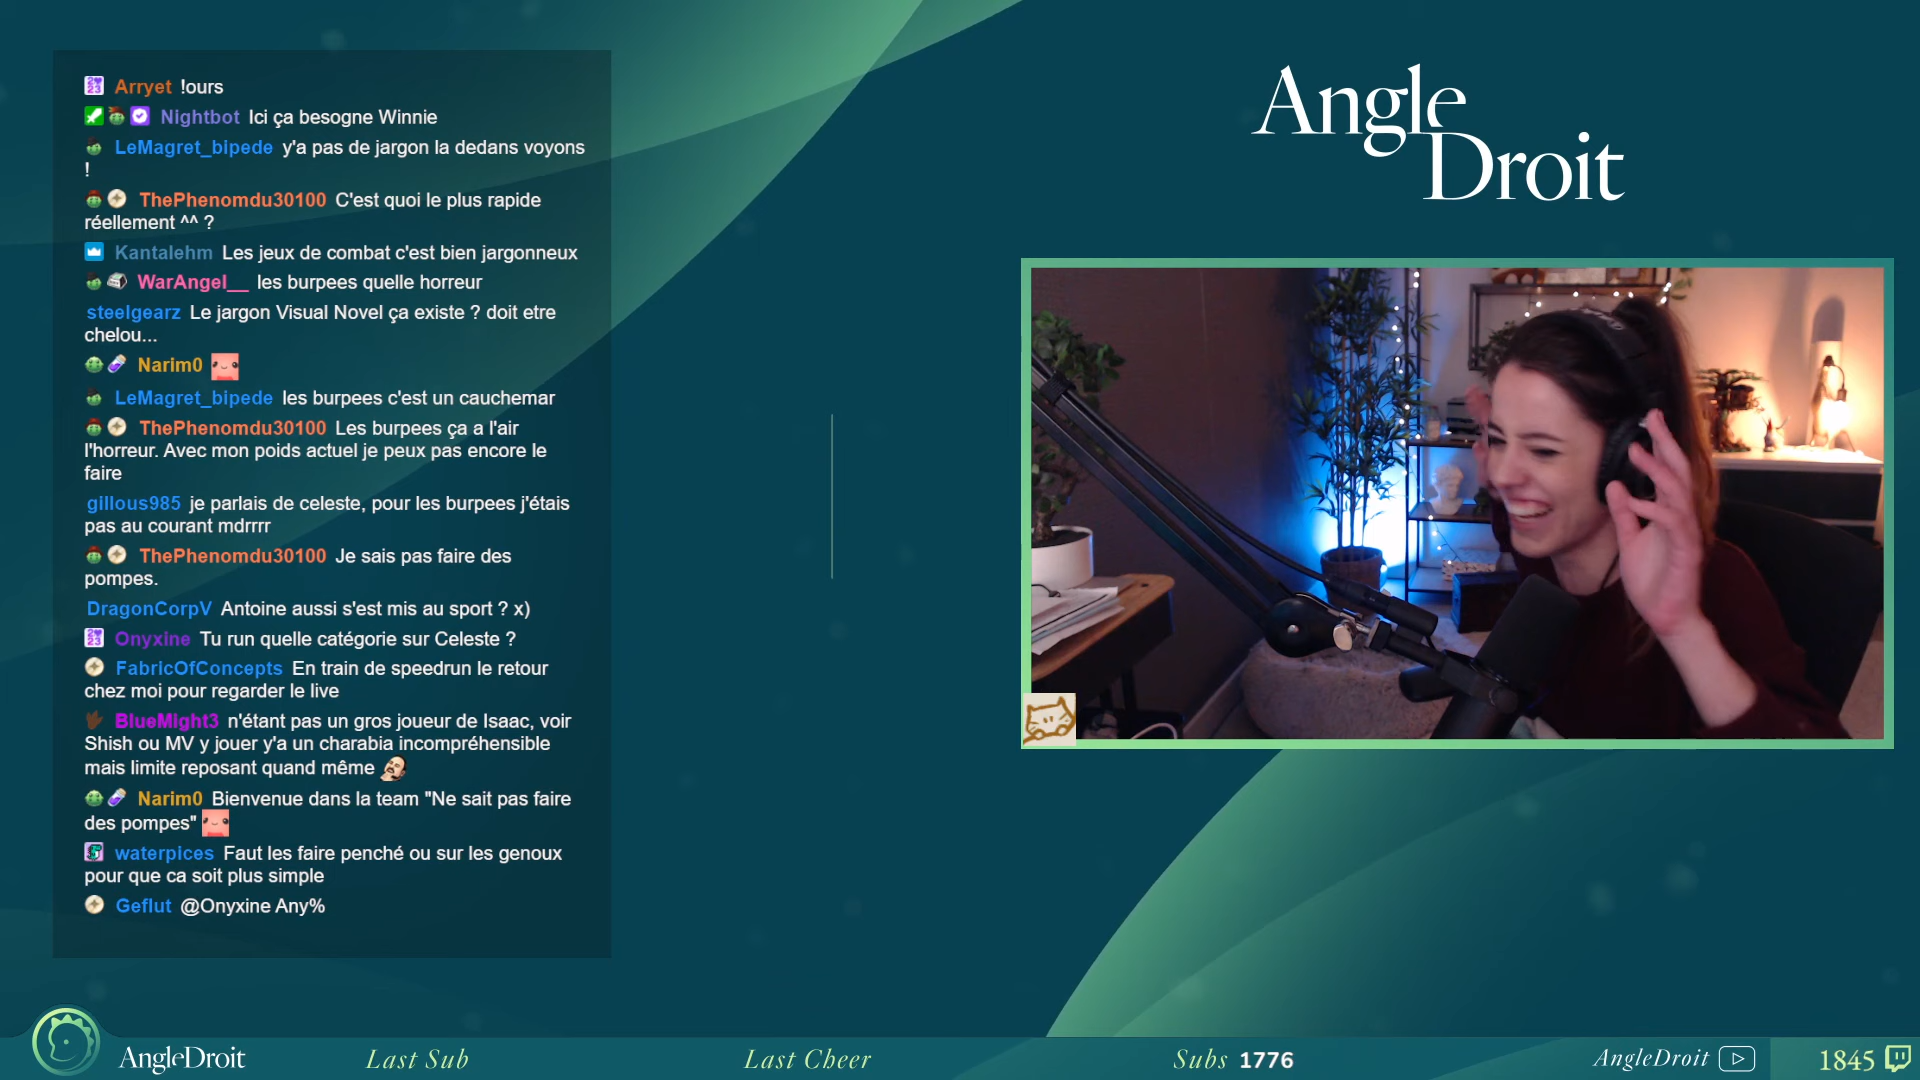 Arryet !ours
Nightbot Ici ça besogne Winnie
LeMagret_bipede y'a pas de jargon la dedans voyons
!
ThePhenomdu30100 C'est quoi le plus rapide
réellement ^^ ?
Kantalehm Les jeux de combat c'est bien jargonneux
WarAngel__ les burpees quelle horreur
steelgearz Le jargon Visual Novel ça existe ? doit etre
chelou...
Narim0
LeMagret_bipede les burpees c'est un cauchemar
ThePhenomdu30100 Les burpees ça a l'air
l'horreur. Avec mon poids actuel je peux pas encore le
faire
gillous985 je parlais de celeste, pour les burpees j'étais
pas au courant mdrrrr
ThePhenomdu30100 Je sais pas faire des
pompes.
DragonCorpV Antoine aussi s'est mis au sport ? x)
Onyxine Tu run quelle catégorie sur Celeste ?
FabricOfConcepts En train de speedrun le retour
chez moi pour regarder le live
BlueMight3 n'étant pas un gros joueur de Isaac, voir
Shish ou MV y jouer y'a un charabia incompréhensible
mais limite reposant quand même
Narim0 Bienvenue dans la team "Ne sait pas faire
des pompes"
waterpices Faut les faire penché ou sur les genoux
pour que ca soit plus simple
Geflut @Onyxine Any%
Angle
Droit
AngleDroit
Last Sub
Last Cheer
Subs 1776
AngleDroit
1845